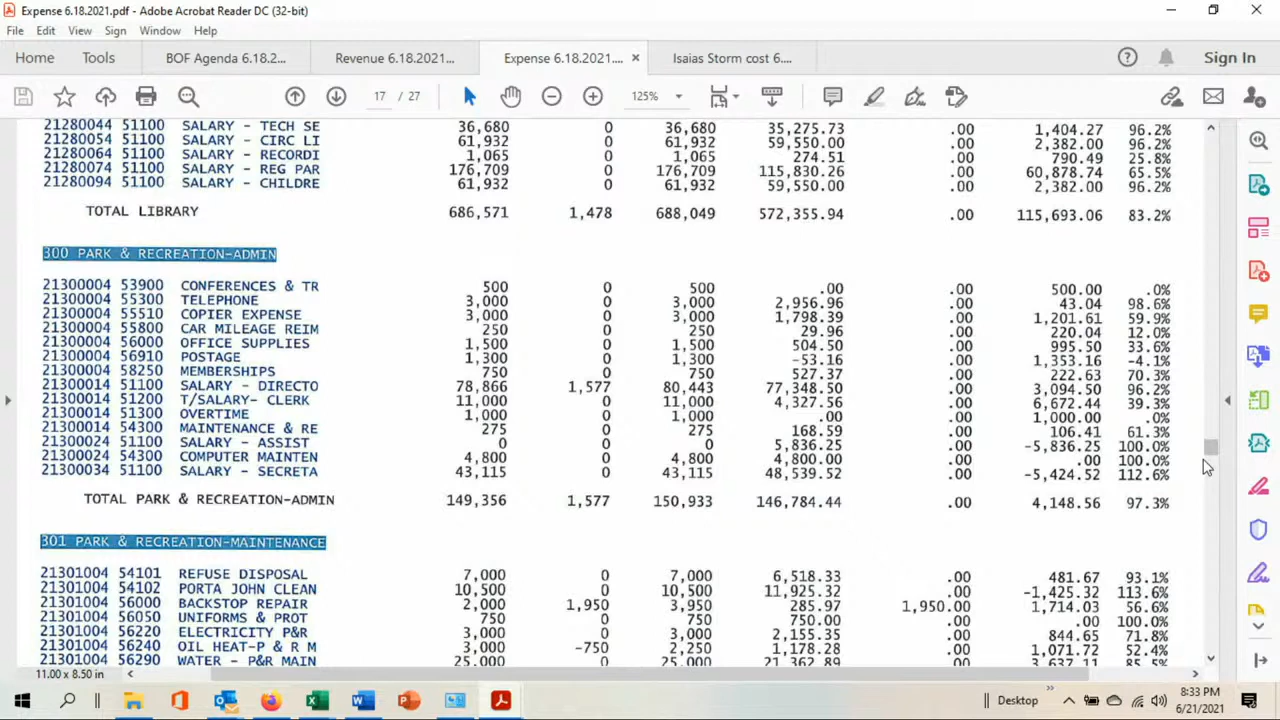 Expense 6.18.2021.pdf - Adobe Acrobat Reader DC (32-bit)
File Edit View Sign Window Help
Home Tools BOF Agenda 6.18.2... Revenue 6.18.2021... Expense 6.18.2021.... × Isaias Storm cost 6.... Sign In
17 / 27 125%
21280044 51100 SALARY - TECH SE 36,680 0 36,680 35,275.73 .00 1,404.27 96.2%
21280054 51100 SALARY - CIRC LI 61,932 0 61,932 59,550.00 .00 2,382.00 96.2%
21280064 51100 SALARY - RECORDI 1,065 0 1,065 274.51 .00 790.49 25.8%
21280074 51100 SALARY - REG PAR 176,709 0 176,709 115,830.26 .00 60,878.74 65.5%
21280094 51100 SALARY - CHILDRE 61,932 0 61,932 59,550.00 .00 2,382.00 96.2%
TOTAL LIBRARY 686,571 1,478 688,049 572,355.94 .00 115,693.06 83.2%
300 PARK & RECREATION-ADMIN
21300004 53900 CONFERENCES & TR 500 0 500 .00 .00 500.00 .0%
21300004 55300 TELEPHONE 3,000 0 3,000 2,956.96 .00 43.04 98.6%
21300004 55510 COPIER EXPENSE 3,000 0 3,000 1,798.39 .00 1,201.61 59.9%
21300004 55800 CAR MILEAGE REIM 250 0 250 29.96 .00 220.04 12.0%
21300004 56000 OFFICE SUPPLIES 1,500 0 1,500 504.50 .00 995.50 33.6%
21300004 56910 POSTAGE 1,300 0 1,300 -53.16 .00 1,353.16 -4.1%
21300004 58250 MEMBERSHIPS 750 0 750 527.37 .00 222.63 70.3%
21300014 51100 SALARY - DIRECTO 78,866 1,577 80,443 77,348.50 .00 3,094.50 96.2%
21300014 51200 T/SALARY- CLERK 11,000 0 11,000 4,327.56 .00 6,672.44 39.3%
21300014 51300 OVERTIME 1,000 0 1,000 .00 .00 1,000.00 .0%
21300014 54300 MAINTENANCE & RE 275 0 275 168.59 .00 106.41 61.3%
21300024 51100 SALARY - ASSIST 0 0 0 5,836.25 .00 -5,836.25 100.0%
21300024 54300 COMPUTER MAINTEN 4,800 0 4,800 4,800.00 .00 .00 100.0%
21300034 51100 SALARY - SECRETA 43,115 0 43,115 48,539.52 .00 -5,424.52 112.6%
TOTAL PARK & RECREATION-ADMIN 149,356 1,577 150,933 146,784.44 .00 4,148.56 97.3%
301 PARK & RECREATION-MAINTENANCE
21301004 54101 REFUSE DISPOSAL 7,000 0 7,000 6,518.33 .00 481.67 93.1%
21301004 54102 PORTA JOHN CLEAN 10,500 0 10,500 11,925.32 .00 -1,425.32 113.6%
21301004 56000 BACKSTOP REPAIR 2,000 1,950 3,950 285.97 1,950.00 1,714.03 56.6%
21301004 56050 UNIFORMS & PROT 750 0 750 750.00 .00 .00 100.0%
21301004 56220 ELECTRICITY P&R 3,000 0 3,000 2,155.35 .00 844.65 71.8%
21301004 56240 OIL HEAT-P & R M 3,000 -750 2,250 1,178.28 .00 1,071.72 52.4%
21301004 56290 WATER - P&R MAIN 25,000 0 25,000 21,362.89 .00 3,637.11 85.5%
11.00 x 8.50 in
Desktop 8:33 PM
6/21/2021